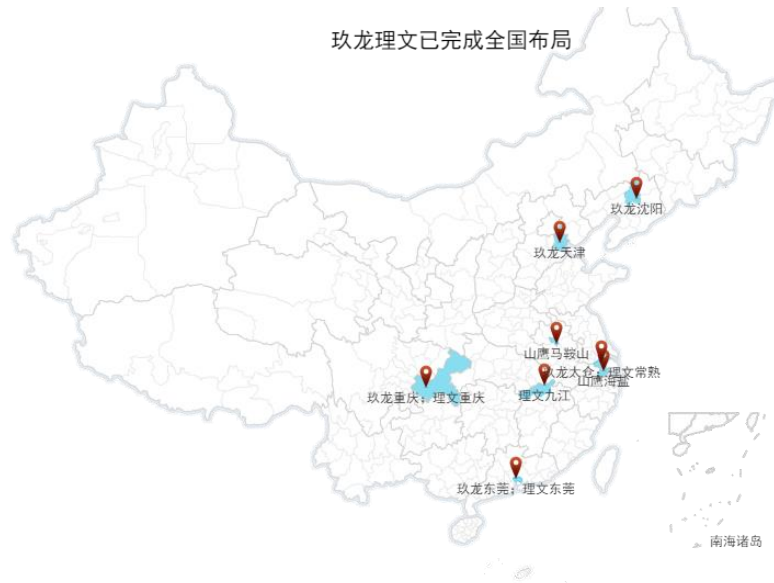 玖龙理文已完成全国布局
玖龙沈阳
玖龙天津
山鹰马鞍山
玖龙太仓；理文常熟
山鹰海盐
理文九江
玖龙重庆；理文重庆
玖龙东莞；理文东莞
南海诸岛